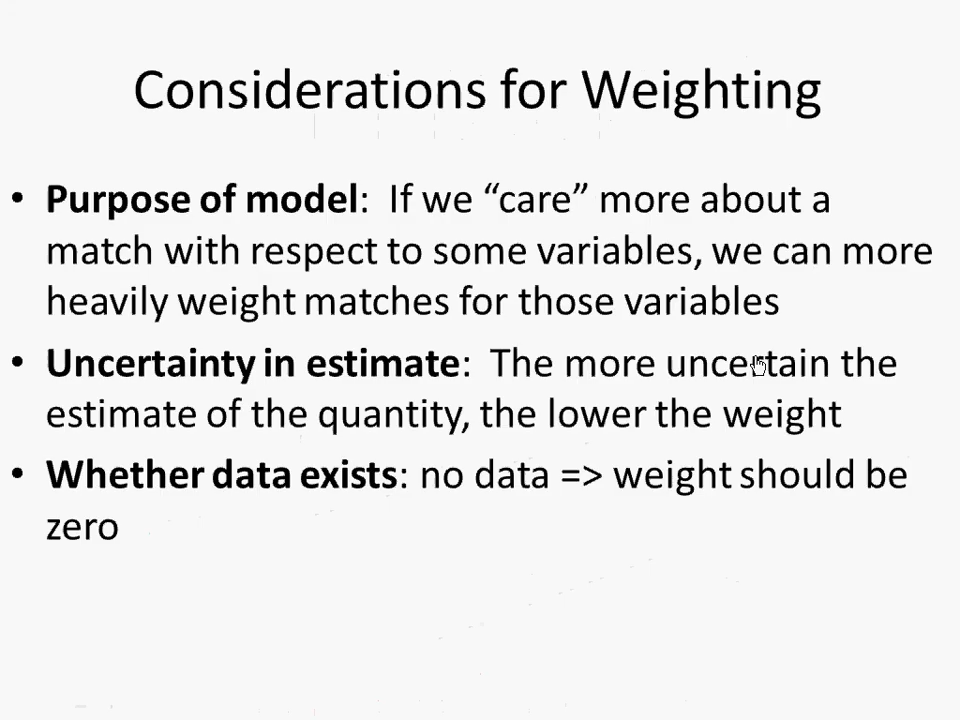 Considerations for Weighting
• Purpose of model:  If we “care” more about a
match with respect to some variables, we can more
heavily weight matches for those variables
• Uncertainty in estimate:  The more uncertain the
estimate of the quantity, the lower the weight
• Whether data exists: no data => weight should be
zero